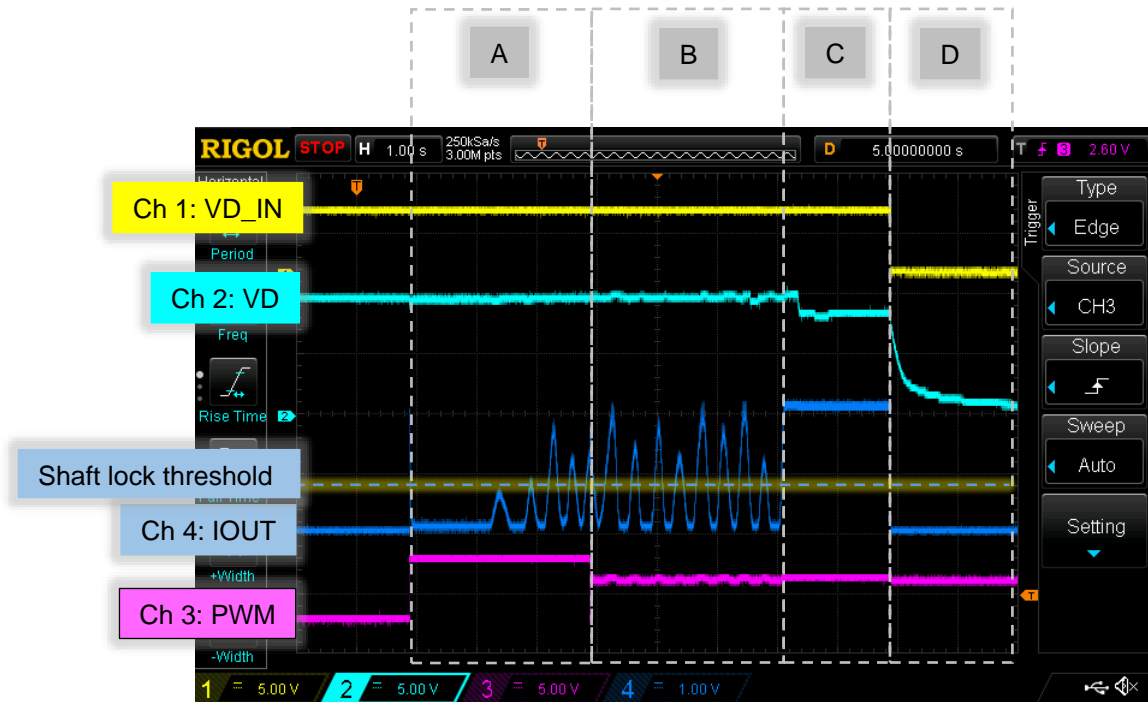 A B C D
RIGOL STOP H 1.00 s 250kSa/s 3.00M pts D 5.00000000 s T 3 2.60 V
Horizontal
Ch 1: VD_IN
Period
Ch 2: VD
Freq
Rise Time 2
Shaft lock threshold
Ch 4: IOUT
+Width
Ch 3: PWM
-Width
Trigger
Type
Edge
Source
CH3
Slope
Sweep
Auto
Setting
T
T
1 5.00 V 2 5.00 V 3 5.00 V 4 1.00 V